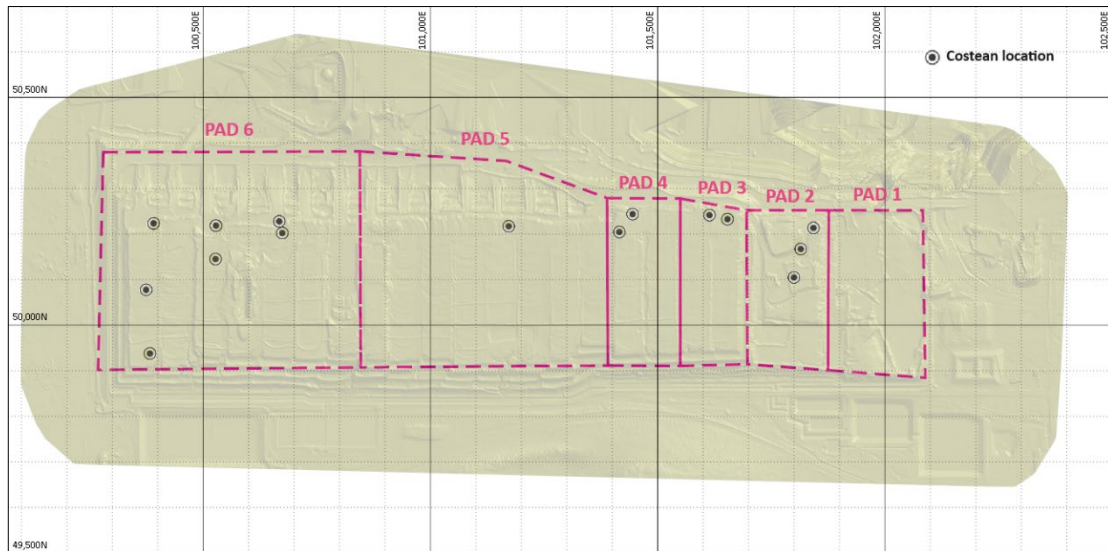 100,500E
101,000E
101,500E
102,000E
102,500E
Costean location
50,500N
PAD 6
PAD 5
PAD 4
PAD 3
PAD 2
PAD 1
50,000N
49,500N